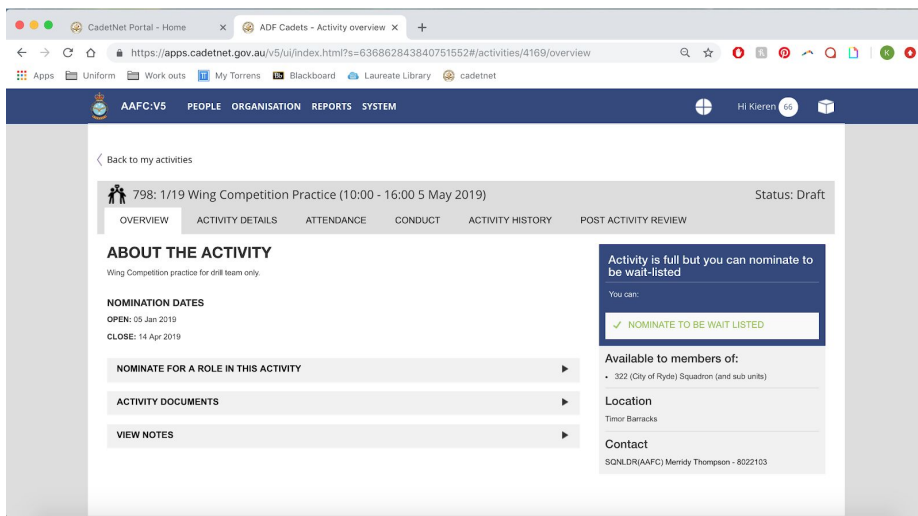 CadetNet Portal - Home
ADF Cadets - Activity overview
https://apps.cadetnet.gov.au/v5/ui/index.html?s=636862843840751552#/activities/4169/overview
Apps Uniform Work outs My Torrens Bb Blackboard Laureate Library cadetnet
AAFC:V5 PEOPLE ORGANISATION REPORTS SYSTEM Hi Kieren 66
Back to my activities
798: 1/19 Wing Competition Practice (10:00 - 16:00 5 May 2019) Status: Draft
OVERVIEW ACTIVITY DETAILS ATTENDANCE CONDUCT ACTIVITY HISTORY POST ACTIVITY REVIEW
ABOUT THE ACTIVITY
Wing Competition practice for drill team only.
NOMINATION DATES
OPEN: 05 Jan 2019
CLOSE: 14 Apr 2019
NOMINATE FOR A ROLE IN THIS ACTIVITY
ACTIVITY DOCUMENTS
VIEW NOTES
Activity is full but you can nominate to
be wait-listed
You can:
NOMINATE TO BE WAIT LISTED
Available to members of:
• 322 (City of Ryde) Squadron (and sub units)
Location
Timor Barracks
Contact
SQNLDR(AAFC) Merridy Thompson - 8022103